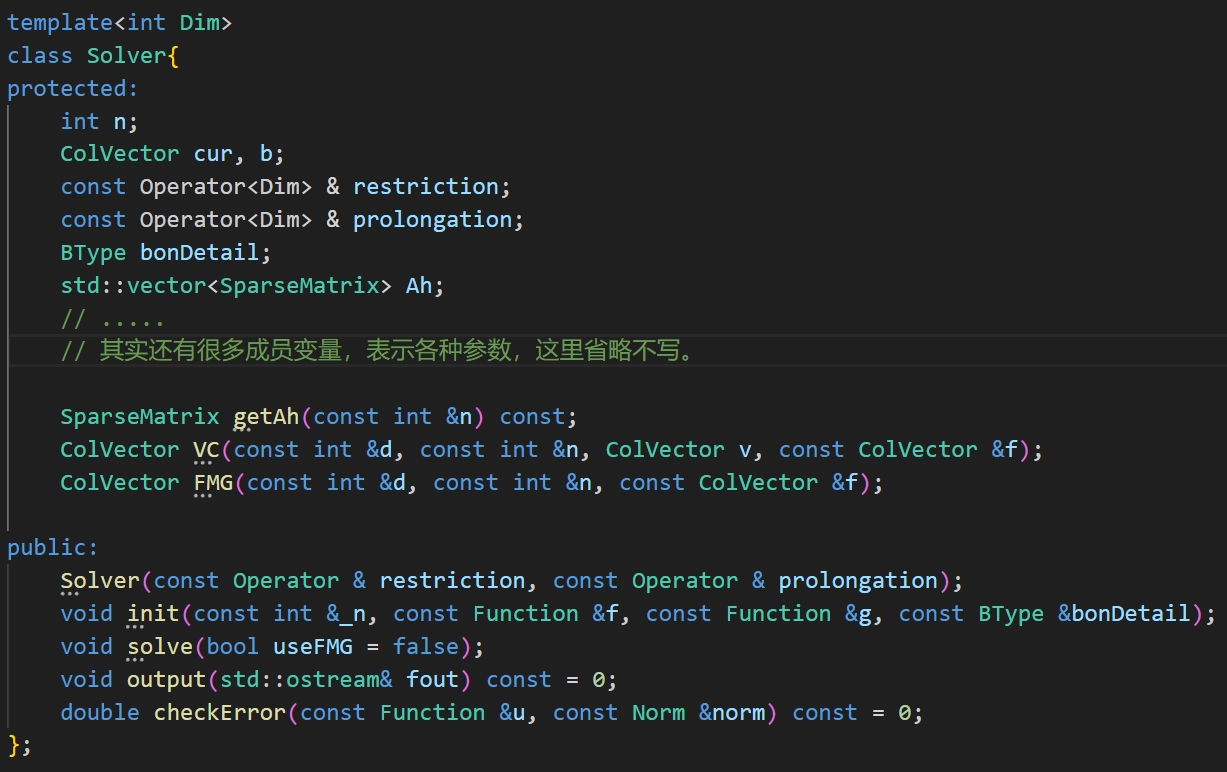 template<int Dim>
class Solver{
protected:
    int n;
    ColVector cur, b;
    const Operator<Dim> & restriction;
    const Operator<Dim> & prolongation;
    BType bonDetail;
    std::vector<SparseMatrix> Ah;
    // .....
    // 其实还有很多成员变量，表示各种参数，这里省略不写。
    SparseMatrix getAh(const int &n) const;
    ColVector VC(const int &d, const int &n, ColVector v, const ColVector &f);
    ColVector FMG(const int &d, const int &n, const ColVector &f);
public:
    Solver(const Operator & restriction, const Operator & prolongation);
    void init(const int &_n, const Function &f, const Function &g, const BType &bonDetail);
    void solve(bool useFMG = false);
    void output(std::ostream& fout) const = 0;
    double checkError(const Function &u, const Norm &norm) const = 0;
};